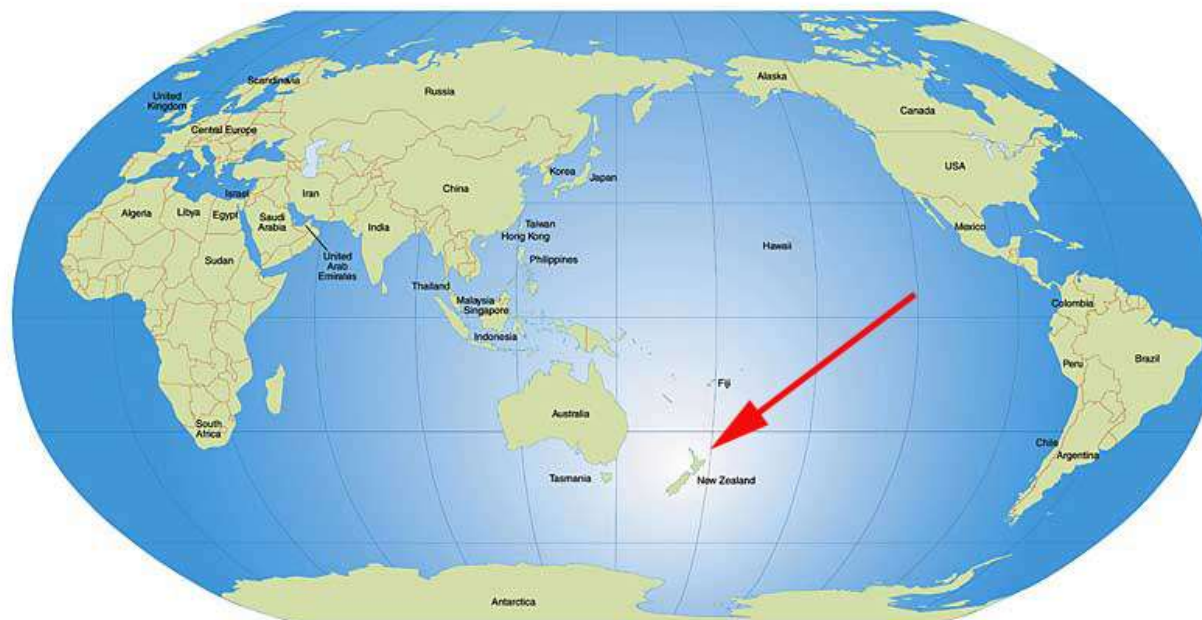 Scandinavia
Alaska
Russia
United
Kingdom
Canada
Central Europe
USA
Korea
Japan
China
Israel
Iran
Algeria
Libya
Egypt
Saudi
Arabia
India
Mexico
Taiwan
Hong Kong
Hawaii
Sudan
United
Arab
Emirates
Philippines
Thailand
Malaysia
Singapore
Colombia
Indonesia
Brazil
Peru
Fiji
Australia
South
Africa
Chile
Argentina
Tasmania
New Zealand
Antarctica